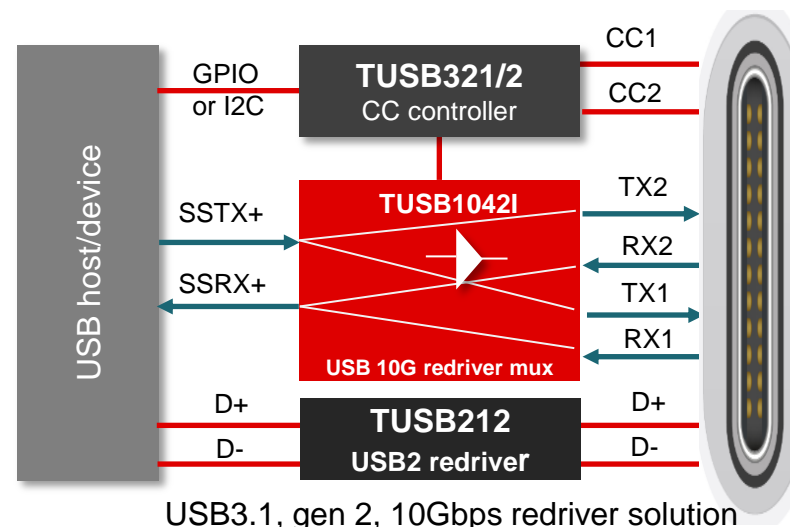 CC1
GPIO
or I2C
TUSB321/2
CC controller
CC2
USB host/device
SSTX+
TUSB1042I
TX2
RX2
SSRX+
TX1
RX1
USB 10G redriver mux
D+
TUSB212
D+
D-
USB2 redriver
D-
USB3.1, gen 2, 10Gbps redriver solution